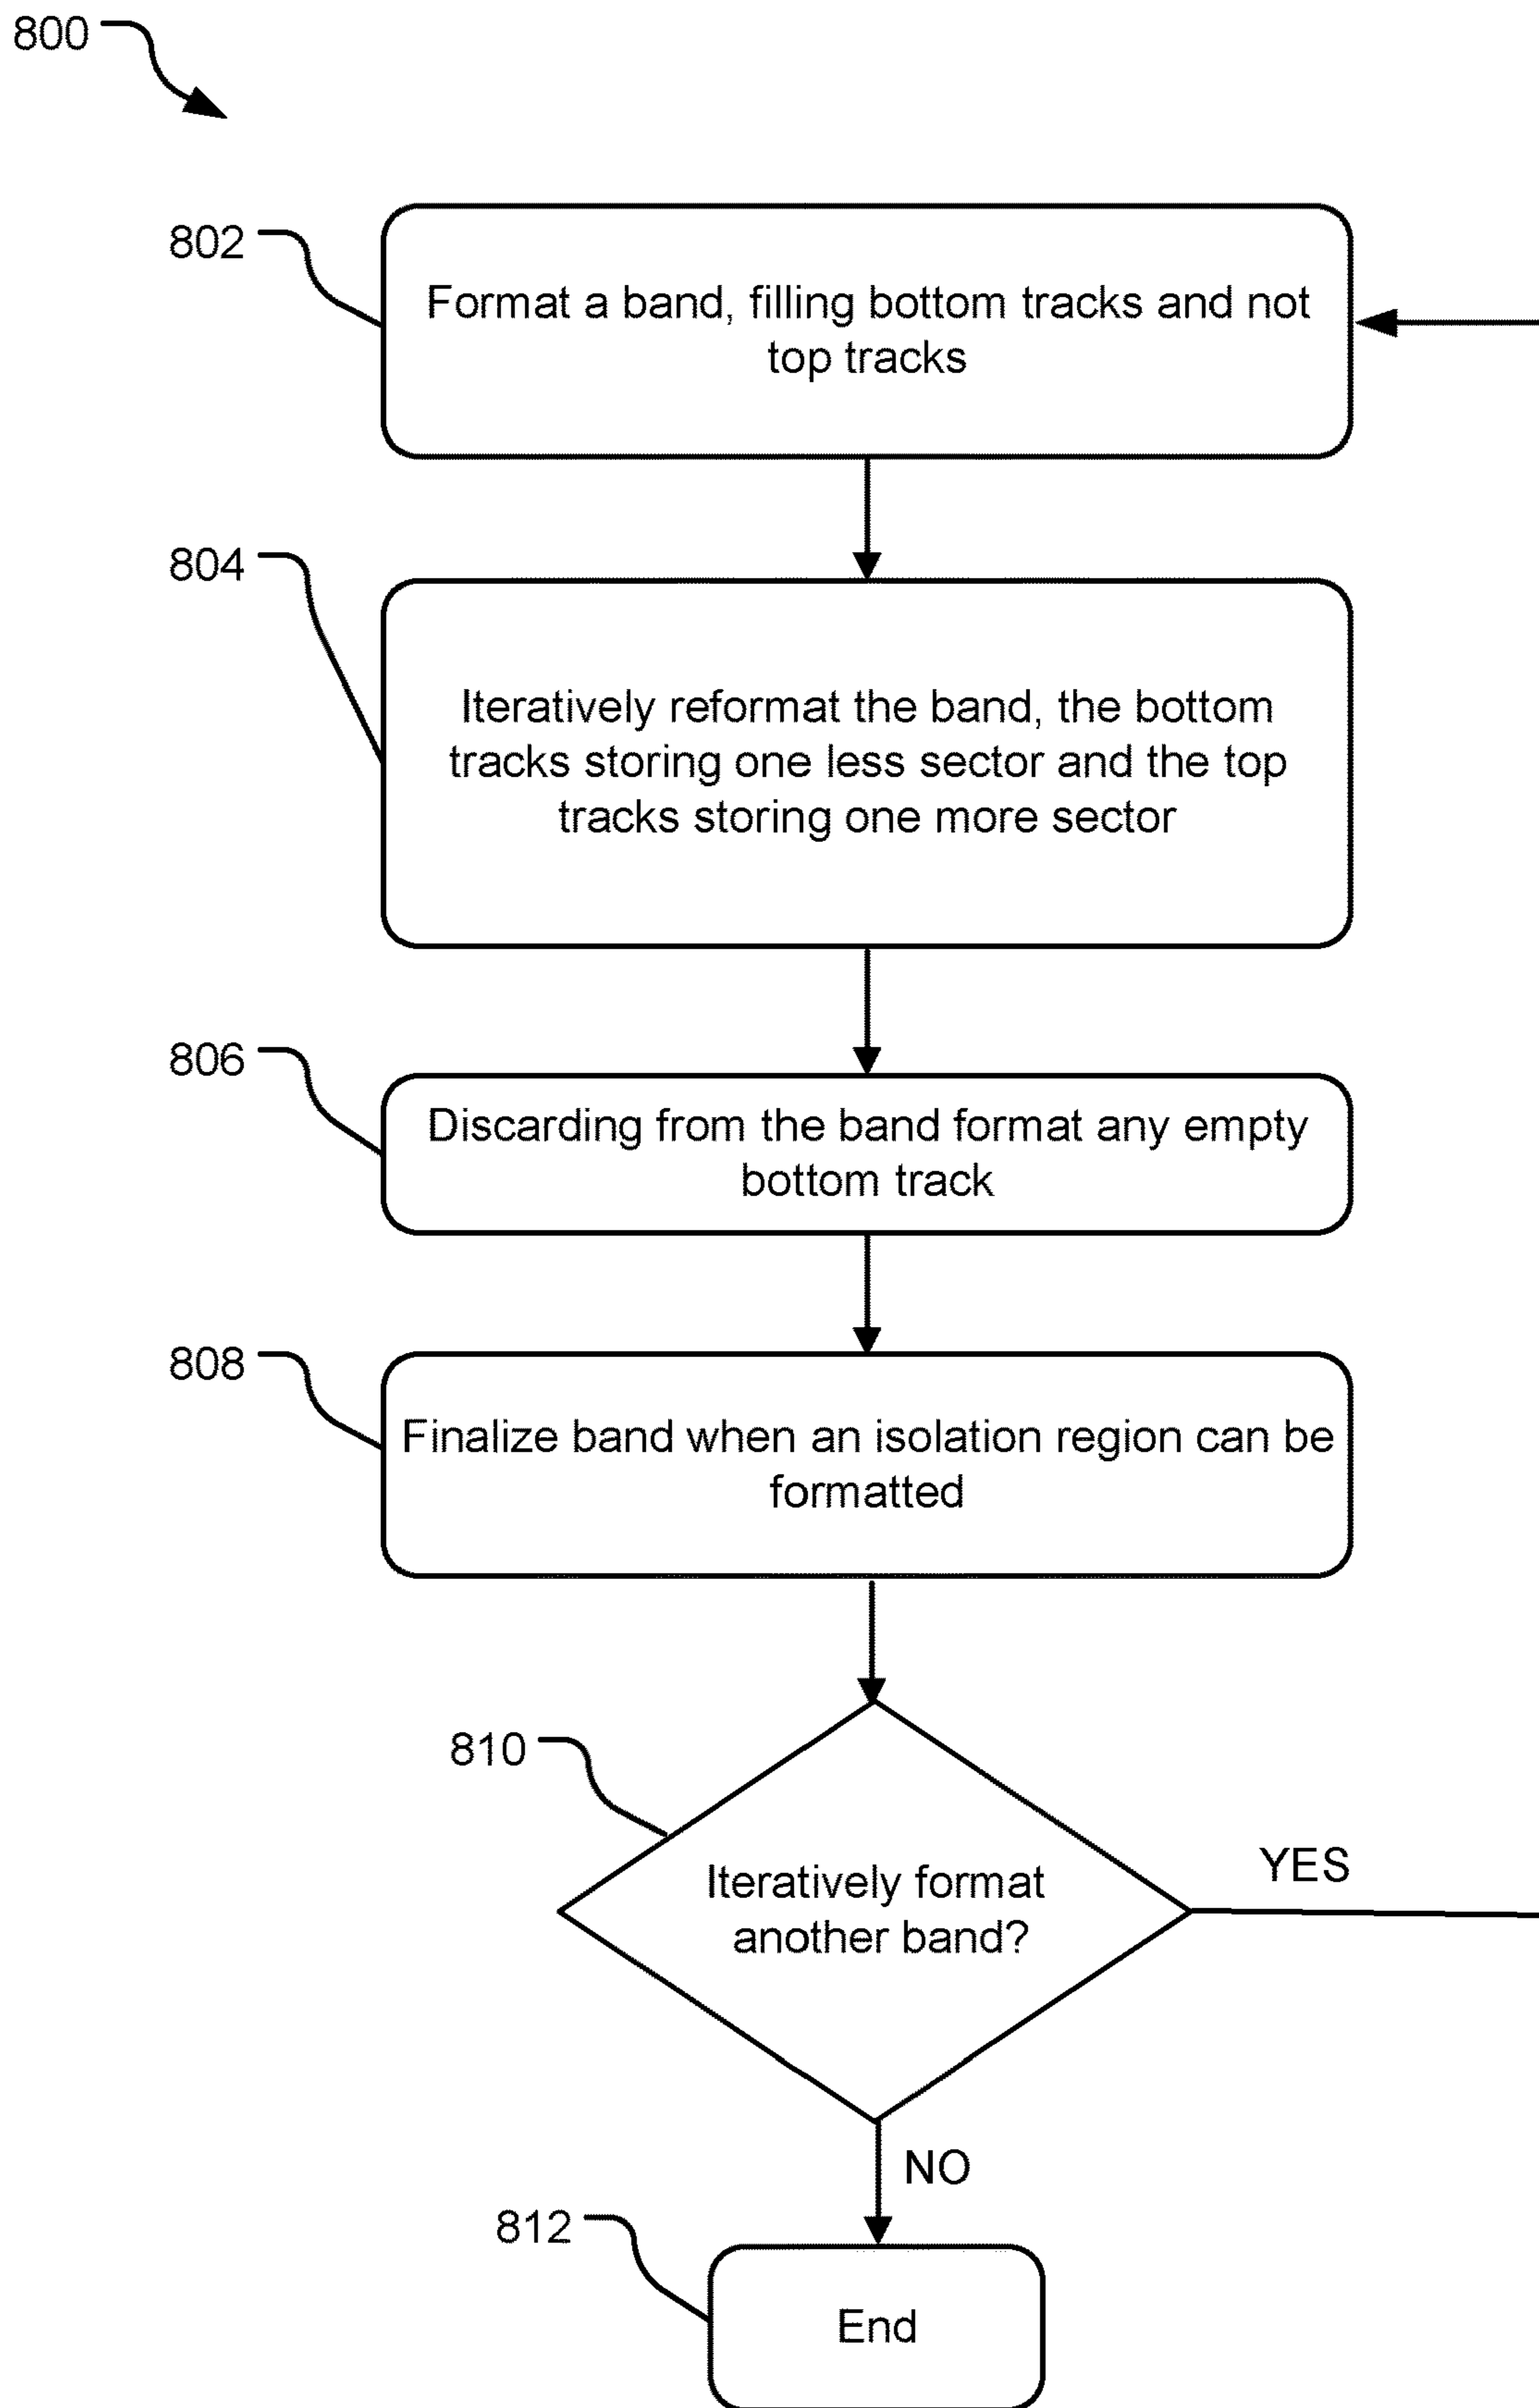 800
802
Format a band, filling bottom tracks and not
top tracks
804
Iteratively reformat the band, the bottom
tracks storing one less sector and the top
tracks storing one more sector
806
Discarding from the band format any empty
bottom track
808
Finalize band when an isolation region can be
formatted
810
Iteratively format
another band?
YES
NO
812
End